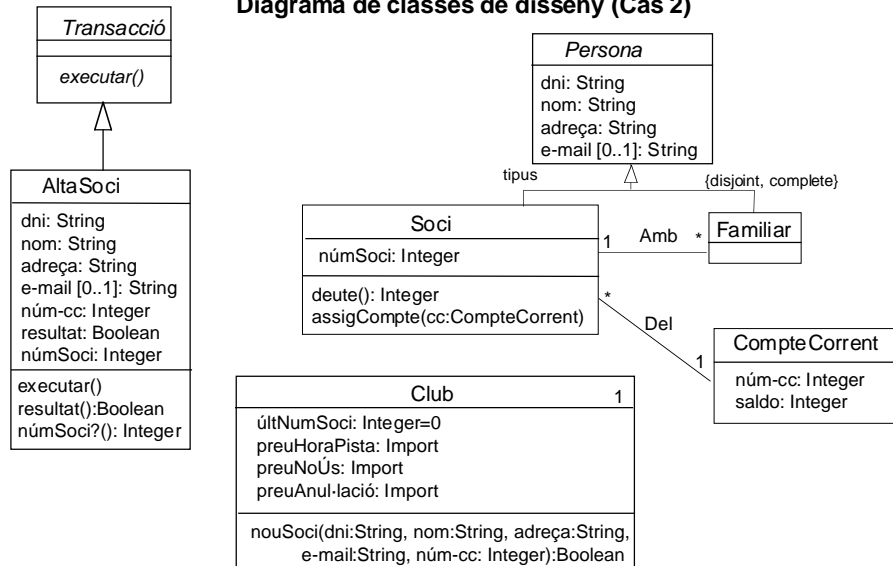 Diagrama de classes de disseny (Cas 2)
Transacció
executar()
AltaSoci
dni: String
nom: String
adreça: String
e-mail [0..1]: String
núm-cc: Integer
resultat: Boolean
númSoci: Integer
executar()
resultat():Boolean
númSoci?(): Integer
Persona
dni: String
nom: String
adreça: String
e-mail [0..1]: String
tipus
{disjoint, complete}
Soci
númSoci: Integer
deute(): Integer
assigCompte(cc:CompteCorrent)
1 Amb *
Familiar
*
Del
1
CompteCorrent
núm-cc: Integer
saldo: Integer
Club 1
últNumSoci: Integer=0
preuHoraPista: Import
preuNoÚs: Import
preuAnul·lació: Import
nouSoci(dni:String, nom:String, adreça:String,
e-mail:String, núm-cc: Integer):Boolean